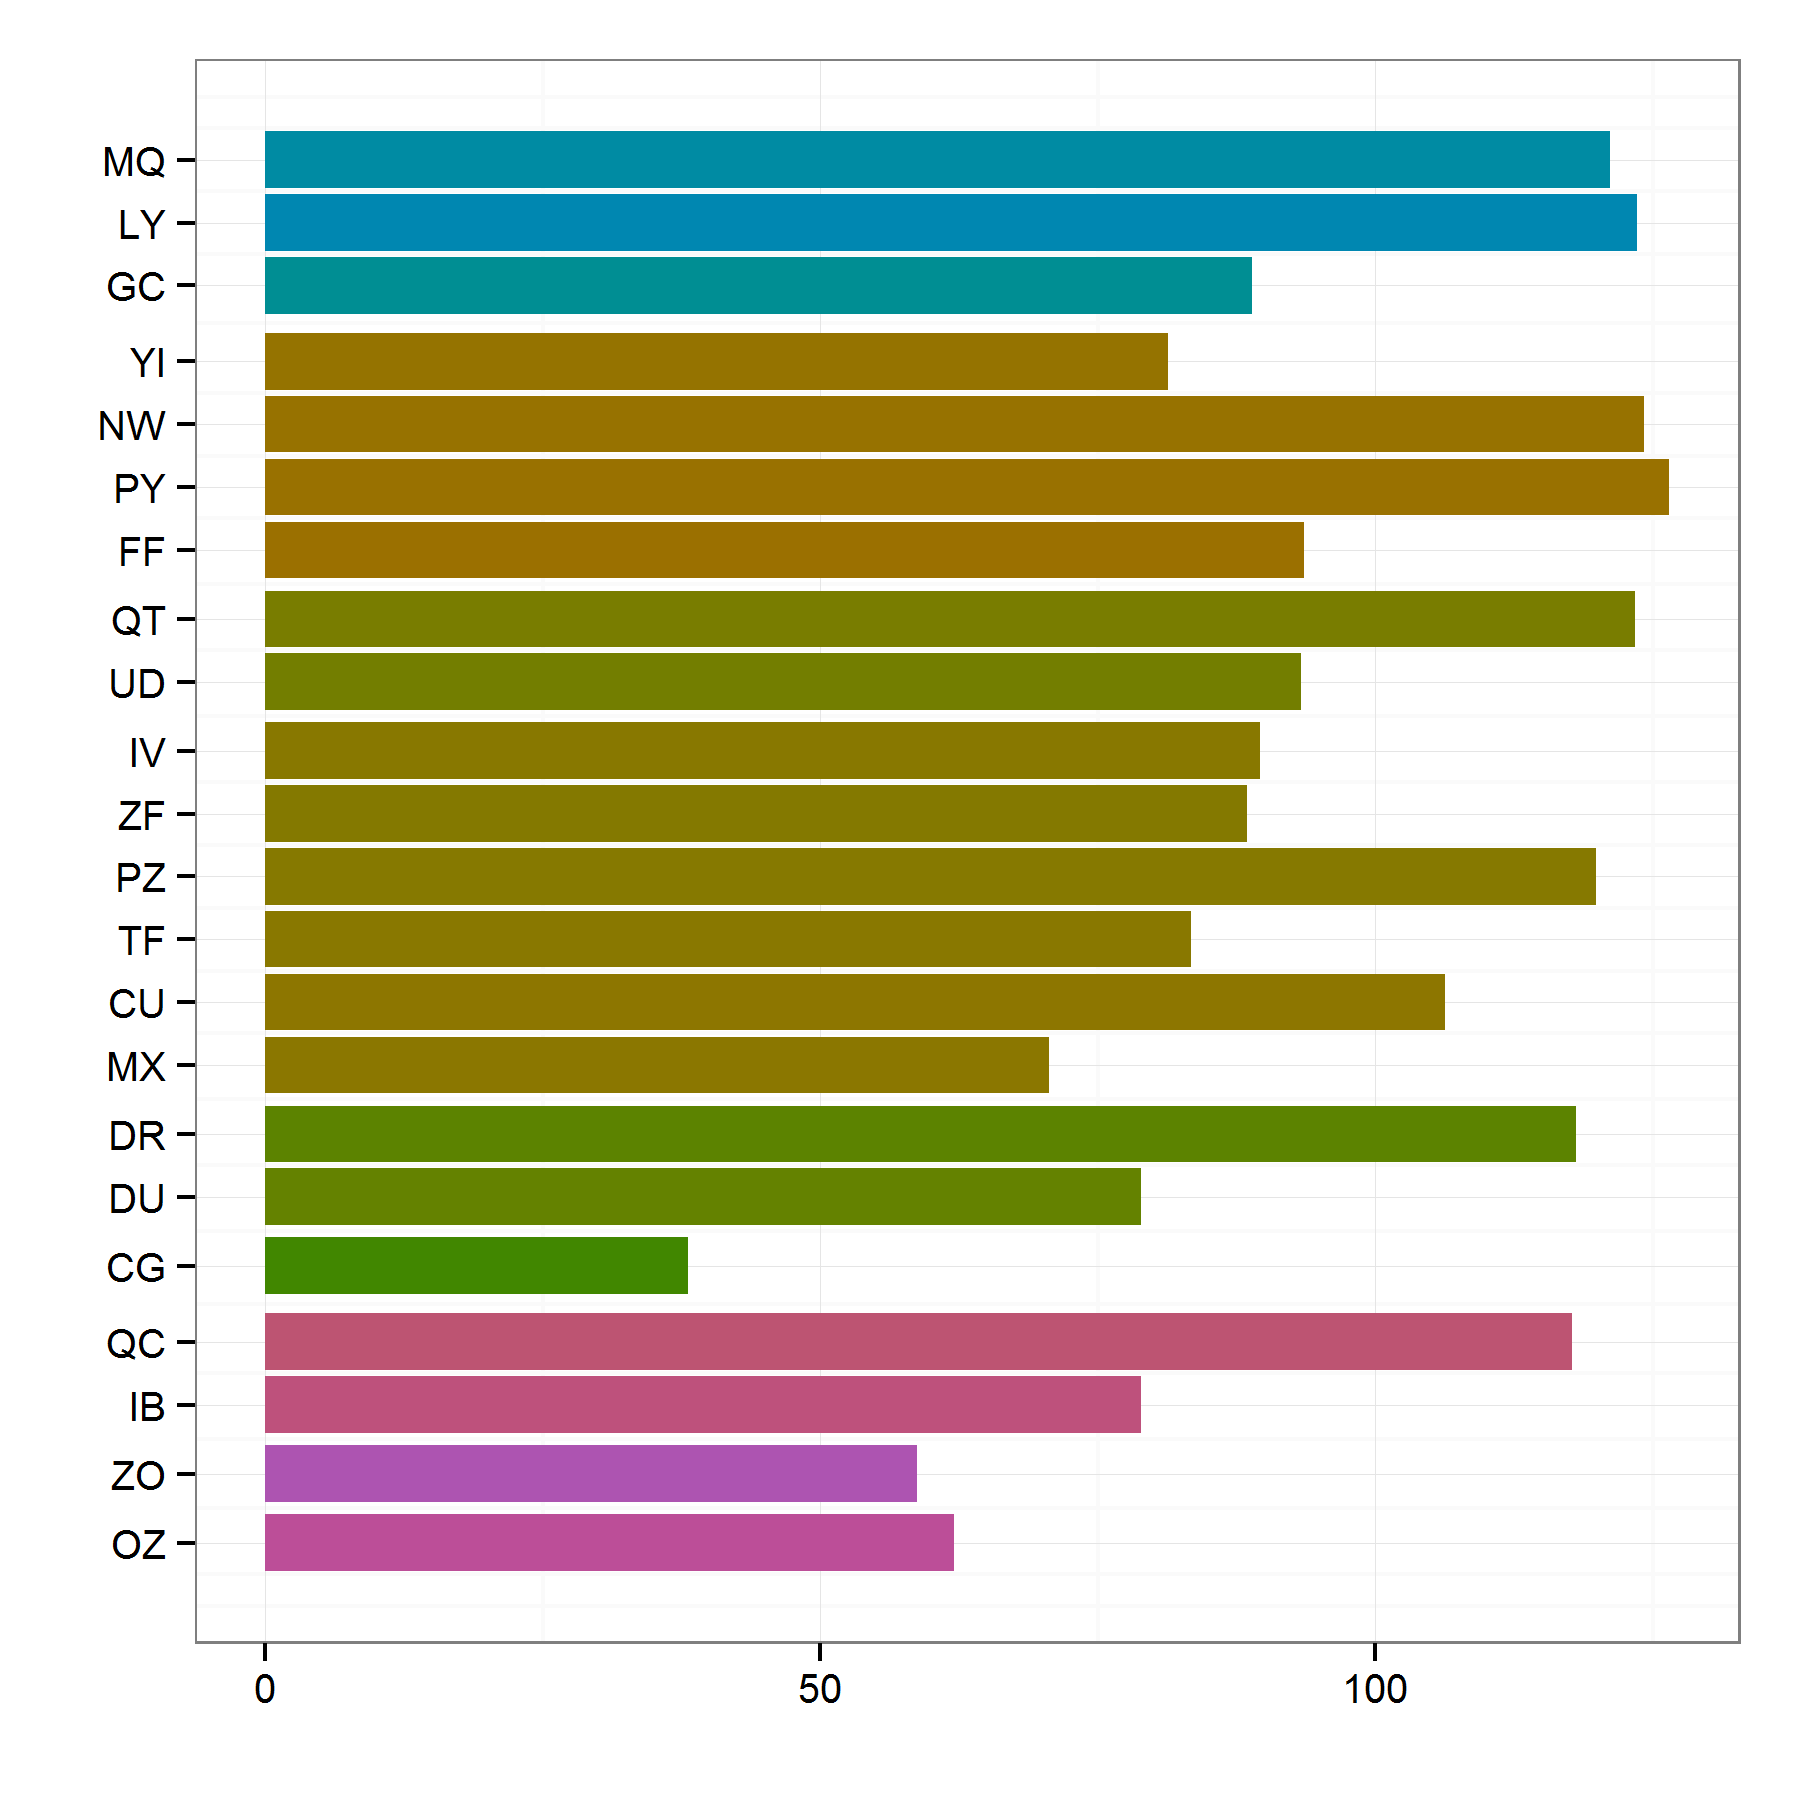 MQ
LY
GC
YI
NW
PY
FF
QT
UD
IV
ZF
PZ
TF
CU
MX
DR
DU
CG
QC
IB
ZO
OZ
0 50 100